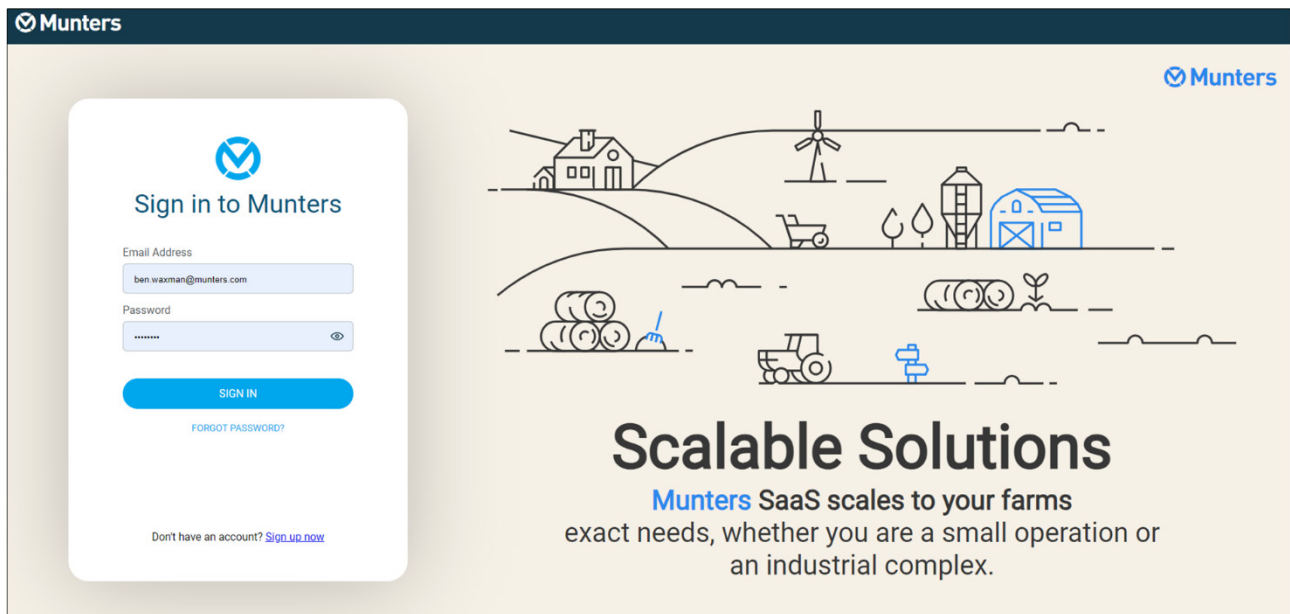 Munters
Munters
Sign in to Munters
Email Address
ben.waxman@munters.com
Password
········
SIGN IN
FORGOT PASSWORD?
Don't have an account? Sign up now
Scalable Solutions
Munters SaaS scales to your farms
exact needs, whether you are a small operation or
an industrial complex.